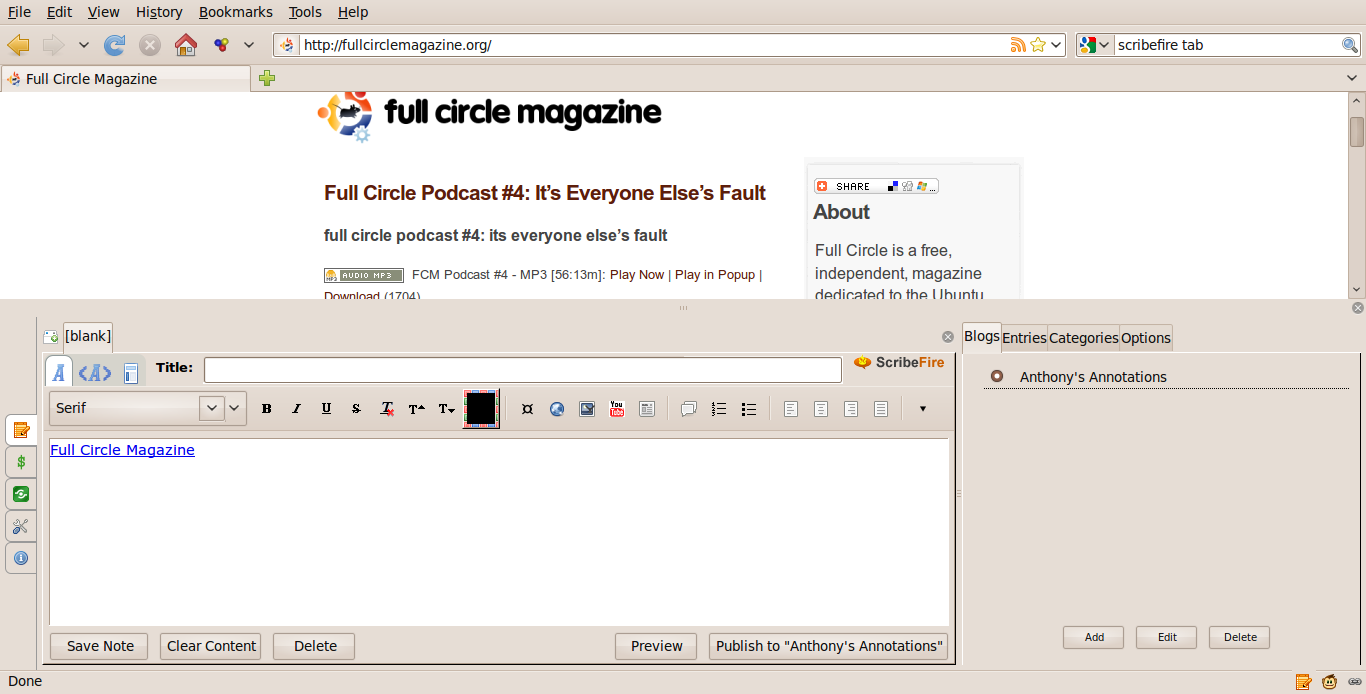 File Edit View History Bookmarks Tools Help
http://fullcirclemagazine.org/
scribefire tab
Full Circle Magazine
full circle magazine
Full Circle Podcast #4: It’s Everyone Else’s Fault
full circle podcast #4: its everyone else’s fault
AUDIO MP3 FCM Podcast #4 - MP3 [56:13m]: Play Now | Play in Popup |
Download (1704)
SHARE ...
About
Full Circle is a free,
independent, magazine
dedicated to the Ubuntu
[blank]
Blogs Entries Categories Options
Title:
ScribeFire
Serif
Anthony's Annotations
Full Circle Magazine
Save Note Clear Content Delete Preview Publish to "Anthony's Annotations"
Add Edit Delete
Done